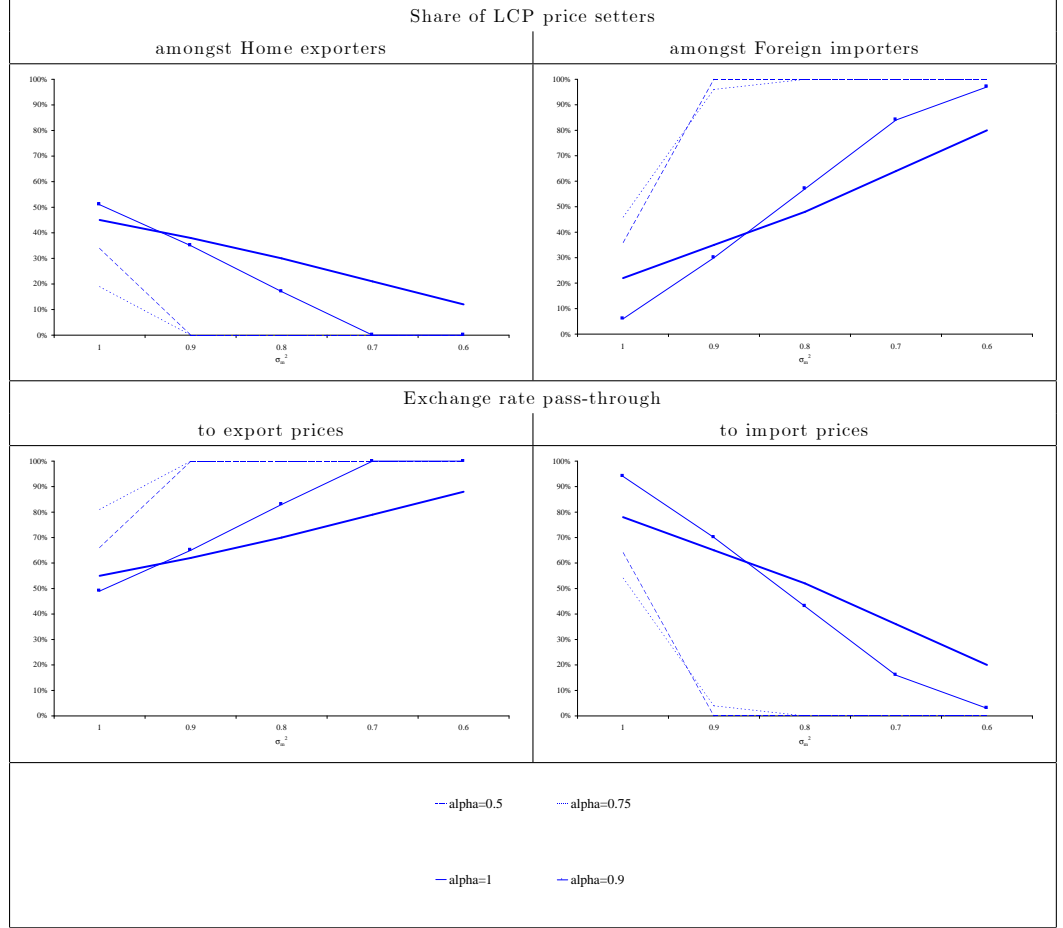 Share of LCP price setters
amongst Home exporters
amongst Foreign importers
100%
90%
80%
70%
60%
50%
40%
30%
20%
10%
0%
1 0.9 0.8 0.7 0.6
σm²
100%
90%
80%
70%
60%
50%
40%
30%
20%
10%
0%
1 0.9 0.8 0.7 0.6
σm²
Exchange rate pass-through
to export prices
to import prices
100%
90%
80%
70%
60%
50%
40%
30%
20%
10%
0%
1 0.9 0.8 0.7 0.6
σm²
100%
90%
80%
70%
60%
50%
40%
30%
20%
10%
0%
1 0.9 0.8 0.7 0.6
σm²
alpha=0.5 alpha=0.75
alpha=1 alpha=0.9